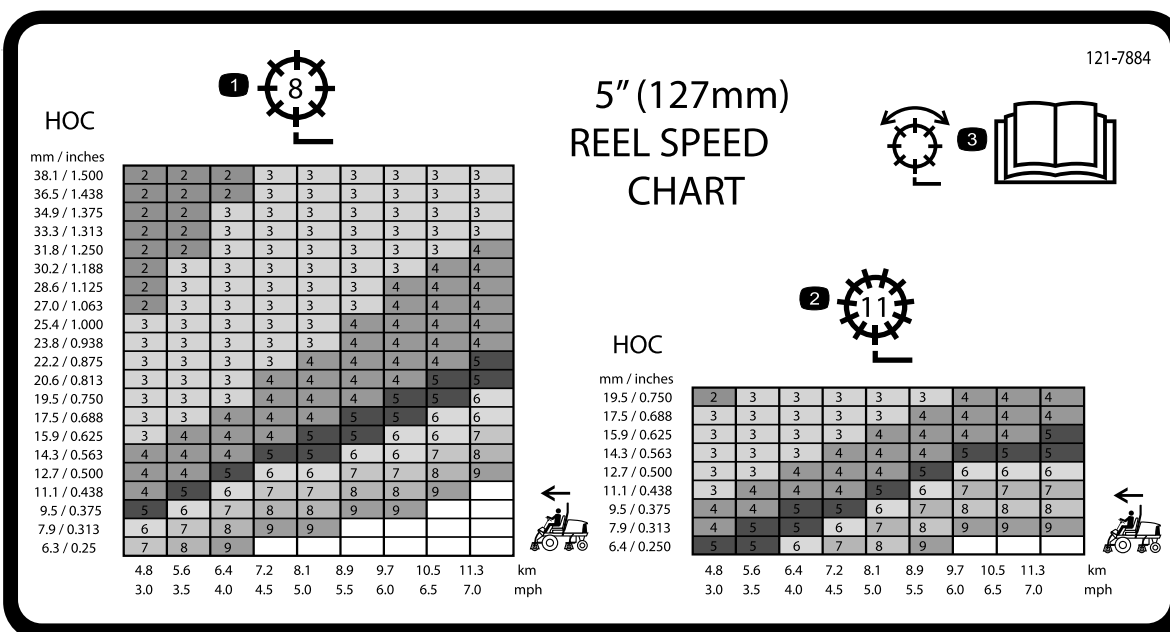 121-7884
5" (127mm)
REEL SPEED
CHART
1
8
3
HOC
mm / inches
38.1 / 1.500 2 2 2 3 3 3 3 3 3
36.5 / 1.438 2 2 2 3 3 3 3 3 3
34.9 / 1.375 2 2 3 3 3 3 3 3 3
33.3 / 1.313 2 2 3 3 3 3 3 3 3
31.8 / 1.250 2 2 3 3 3 3 3 3 4
30.2 / 1.188 2 3 3 3 3 3 3 4 4
28.6 / 1.125 2 3 3 3 3 3 4 4 4
27.0 / 1.063 2 3 3 3 3 3 4 4 4
25.4 / 1.000 3 3 3 3 3 4 4 4 4
23.8 / 0.938 3 3 3 3 3 4 4 4 4
22.2 / 0.875 3 3 3 3 4 4 4 4 5
20.6 / 0.813 3 3 3 4 4 4 4 5 5
19.5 / 0.750 3 3 3 4 4 4 5 5 6
17.5 / 0.688 3 3 4 4 4 5 5 6 6
15.9 / 0.625 3 4 4 4 5 5 6 6 7
14.3 / 0.563 4 4 4 5 5 6 6 7 8
12.7 / 0.500 4 4 5 6 6 7 7 8 9
11.1 / 0.438 4 5 6 7 7 8 8 9
9.5 / 0.375 5 6 7 8 8 9 9
7.9 / 0.313 6 7 8 9 9
6.3 / 0.25 7 8 9
4.8 5.6 6.4 7.2 8.1 8.9 9.7 10.5 11.3 km
3.0 3.5 4.0 4.5 5.0 5.5 6.0 6.5 7.0 mph
2
11
HOC
mm / inches
19.5 / 0.750 2 3 3 3 3 3 4 4 4
17.5 / 0.688 3 3 3 3 3 4 4 4 4
15.9 / 0.625 3 3 3 3 4 4 4 4 5
14.3 / 0.563 3 3 3 4 4 4 5 5 5
12.7 / 0.500 3 3 4 4 4 5 6 6 6
11.1 / 0.438 3 4 4 4 5 6 7 7 7
9.5 / 0.375 4 4 5 5 6 7 8 8 8
7.9 / 0.313 4 5 5 6 7 8 9 9 9
6.4 / 0.250 5 5 6 7 8 9
4.8 5.6 6.4 7.2 8.1 8.9 9.7 10.5 11.3 km
3.0 3.5 4.0 4.5 5.0 5.5 6.0 6.5 7.0 mph